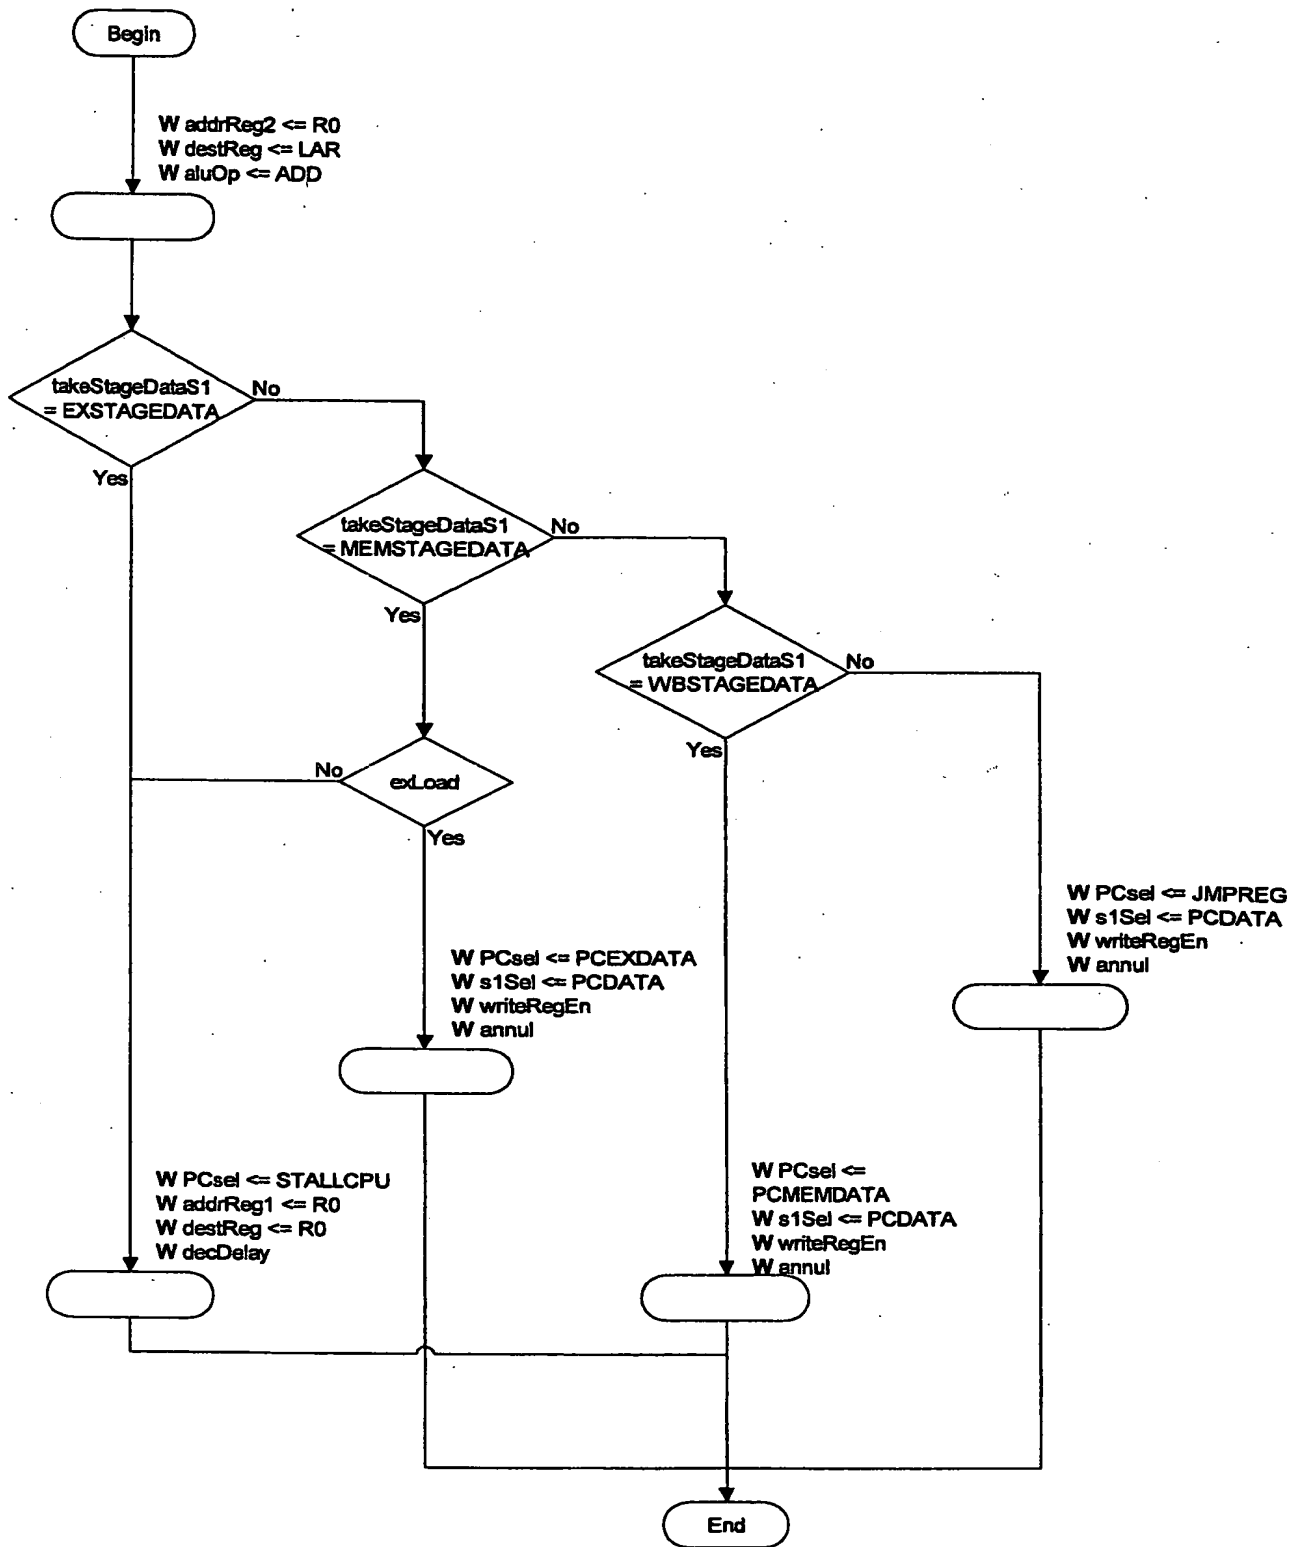 Begin
W addrReg2 <= R0
W destReg <= LAR
W aluOp <= ADD
takeStageDataS1
= EXSTAGEDATA
No
Yes
takeStageDataS1
= MEMSTAGEDATA
No
Yes
takeStageDataS1
= WBSTAGEDATA
No
Yes
exLoad
No
Yes
W PCsel <= JMPREG
W s1Sel <= PCDATA
W writeRegEn
W annul
W PCsel <= PCEXDATA
W s1Sel <= PCDATA
W writeRegEn
W annul
W PCsel <= STALLCPU
W addrReg1 <= R0
W destReg <= R0
W decDelay
W PCsel <=
PCMEMDATA
W s1Sel <= PCDATA
W writeRegEn
W annul
End